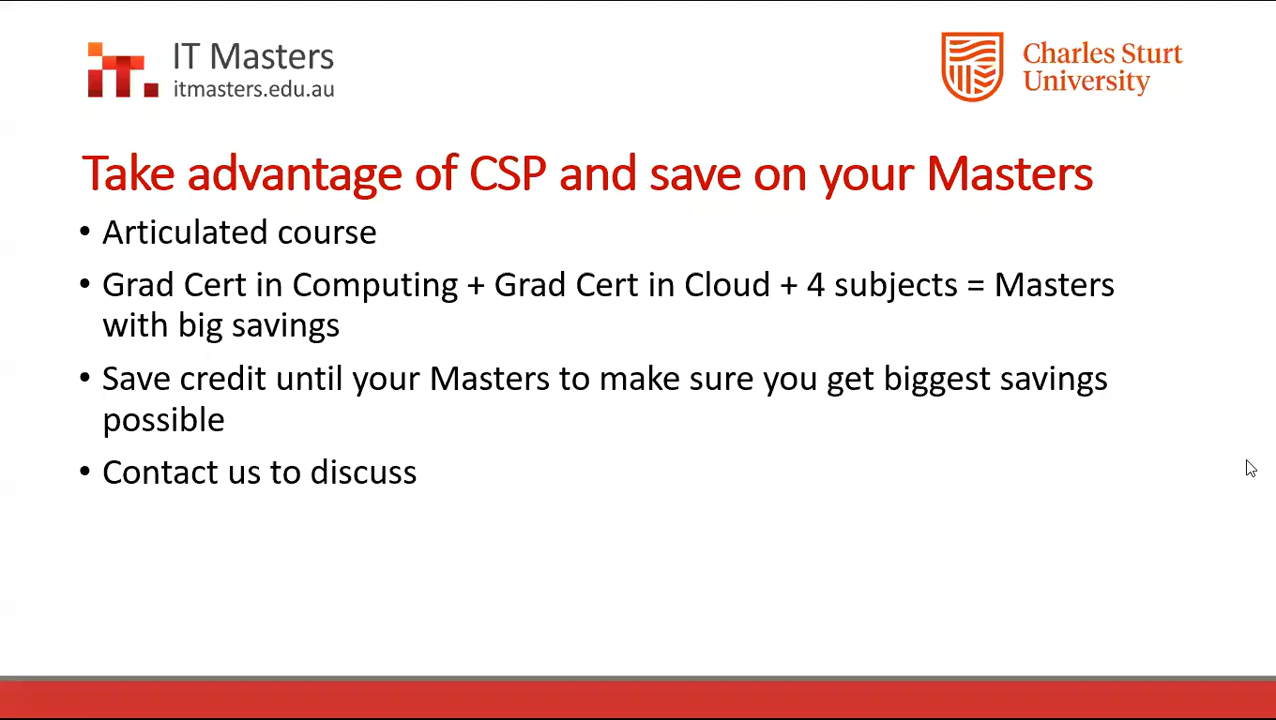 iT.
IT Masters
itmasters.edu.au
Charles Sturt
University
Take advantage of CSP and save on your Masters
• Articulated course
• Grad Cert in Computing + Grad Cert in Cloud + 4 subjects = Masters
with big savings
• Save credit until your Masters to make sure you get biggest savings
possible
• Contact us to discuss